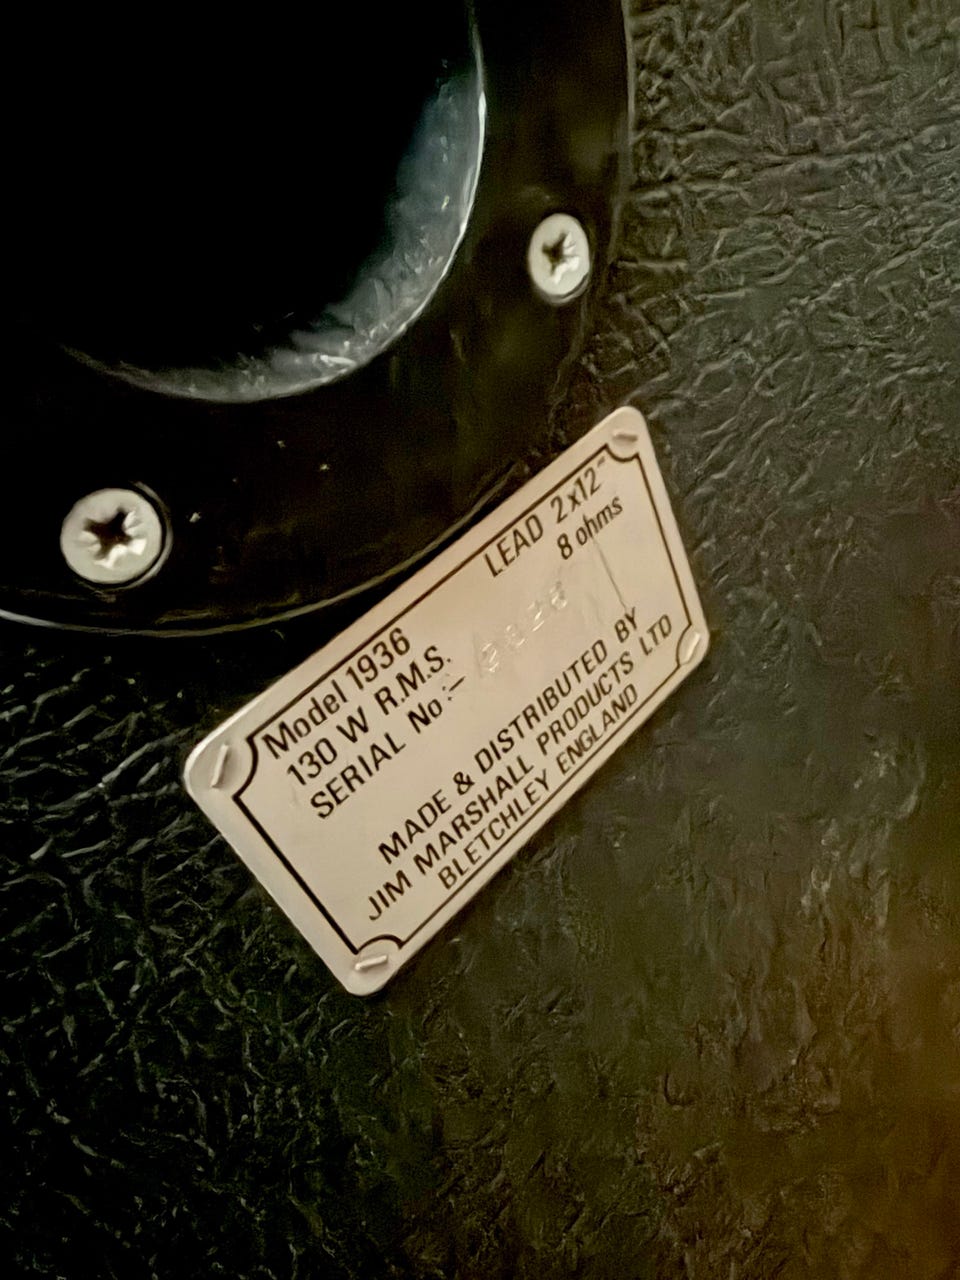 Model 1936 LEAD 2x12"
130 W R.M.S. 8 ohms
SERIAL No :–
MADE & DISTRIBUTED BY
JIM MARSHALL PRODUCTS LTD
BLETCHLEY ENGLAND